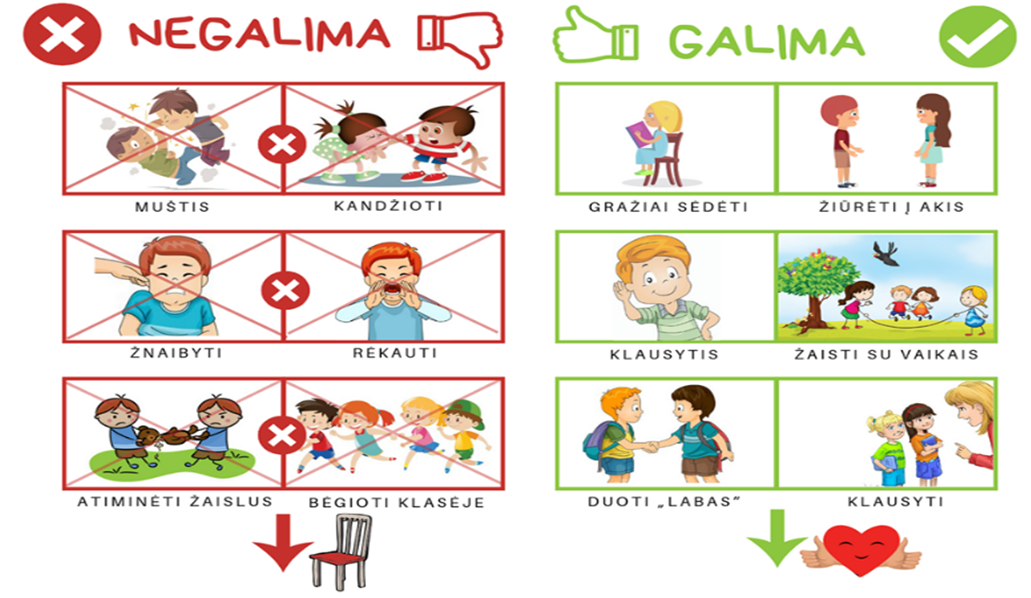 NEGALIMA
MUŠTIS
KANDŽIOTI
ŽNAIBYTI
RĖKAUTI
ATIMINĖTI ŽAISLUS
BĖGIOTI KLASĖJE
GALIMA
GRAŽIAI SĖDĖTI
ŽIŪRĖTI Į AKIS
KLAUSYTIS
ŽAISTI SU VAIKAIS
DUOTI „LABAS"
KLAUSYTI